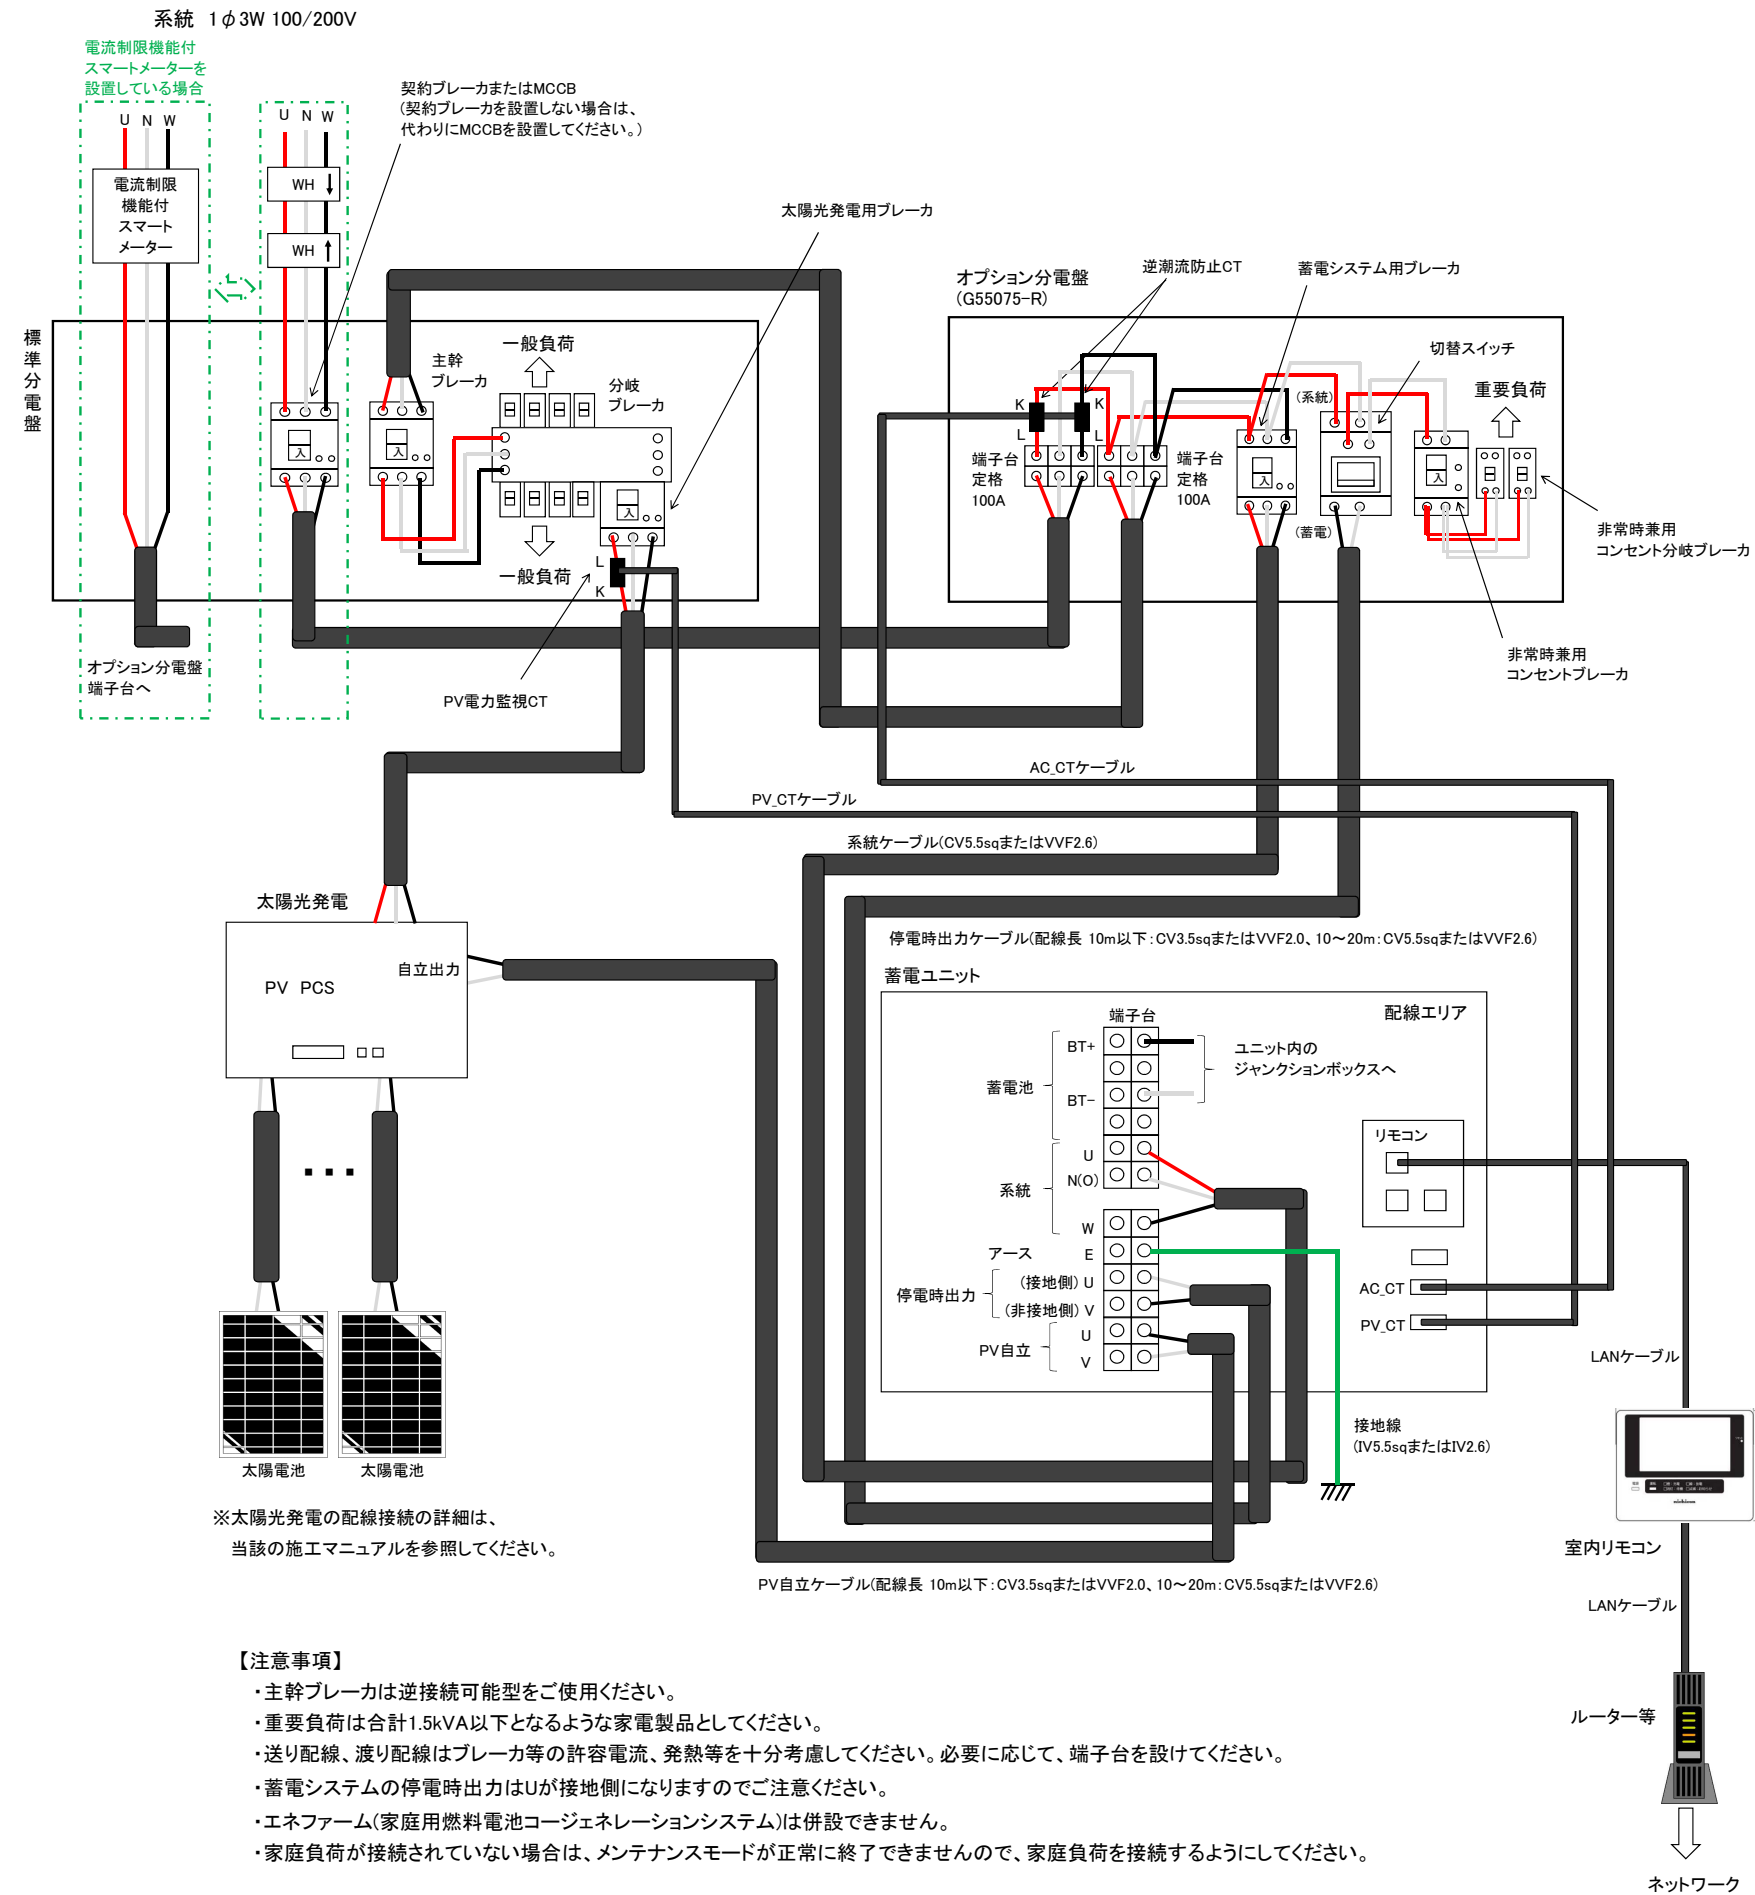 系統 1φ3W 100/200V
電流制限機能付
スマートメーターを
設置している場合
U N W
電流制限
機能付
スマート
メーター
U N W
WH
WH
契約ブレーカまたはMCCB
(契約ブレーカを設置しない場合は、
代わりにMCCBを設置してください。)
太陽光発電用ブレーカ
標準分電盤
主幹
ブレーカ
一般負荷
分岐
ブレーカ
入
入
入
一般負荷
L
K
オプション分電盤
端子台へ
PV電力監視CT
オプション分電盤
(G55075-R)
逆潮流防止CT
蓄電システム用ブレーカ
切替スイッチ
重要負荷
(系統)
K
K
L
L
端子台
定格
100A
端子台
定格
100A
入
入
(蓄電)
非常時兼用
コンセント分岐ブレーカ
非常時兼用
コンセントブレーカ
AC_CTケーブル
PV_CTケーブル
系統ケーブル(CV5.5sqまたはVVF2.6)
停電時出力ケーブル(配線長 10m以下:CV3.5sqまたはVVF2.0、10~20m:CV5.5sqまたはVVF2.6)
太陽光発電
自立出力
PV PCS
太陽電池
太陽電池
※太陽光発電の配線接続の詳細は、
当該の施工マニュアルを参照してください。
蓄電ユニット
配線エリア
端子台
BT+
ユニット内の
ジャンクションボックスへ
蓄電池
BT-
U
N(O)
系統
W
アース E
(接地側) U
停電時出力
(非接地側) V
U
PV自立
V
リモコン
AC_CT
PV_CT
LANケーブル
接地線
(IV5.5sqまたはIV2.6)
nichicon
室内リモコン
PV自立ケーブル(配線長 10m以下:CV3.5sqまたはVVF2.0、10~20m:CV5.5sqまたはVVF2.6)
LANケーブル
ルーター等
ネットワーク
【注意事項】
・主幹ブレーカは逆接続可能型をご使用ください。
・重要負荷は合計1.5kVA以下となるような家電製品としてください。
・送り配線、渡り配線はブレーカ等の許容電流、発熱等を十分考慮してください。必要に応じて、端子台を設けてください。
・蓄電システムの停電時出力はUが接地側になりますのでご注意ください。
・エネファーム(家庭用燃料電池コージェネレーションシステム)は併設できません。
・家庭負荷が接続されていない場合は、メンテナンスモードが正常に終了できませんので、家庭負荷を接続するようにしてください。